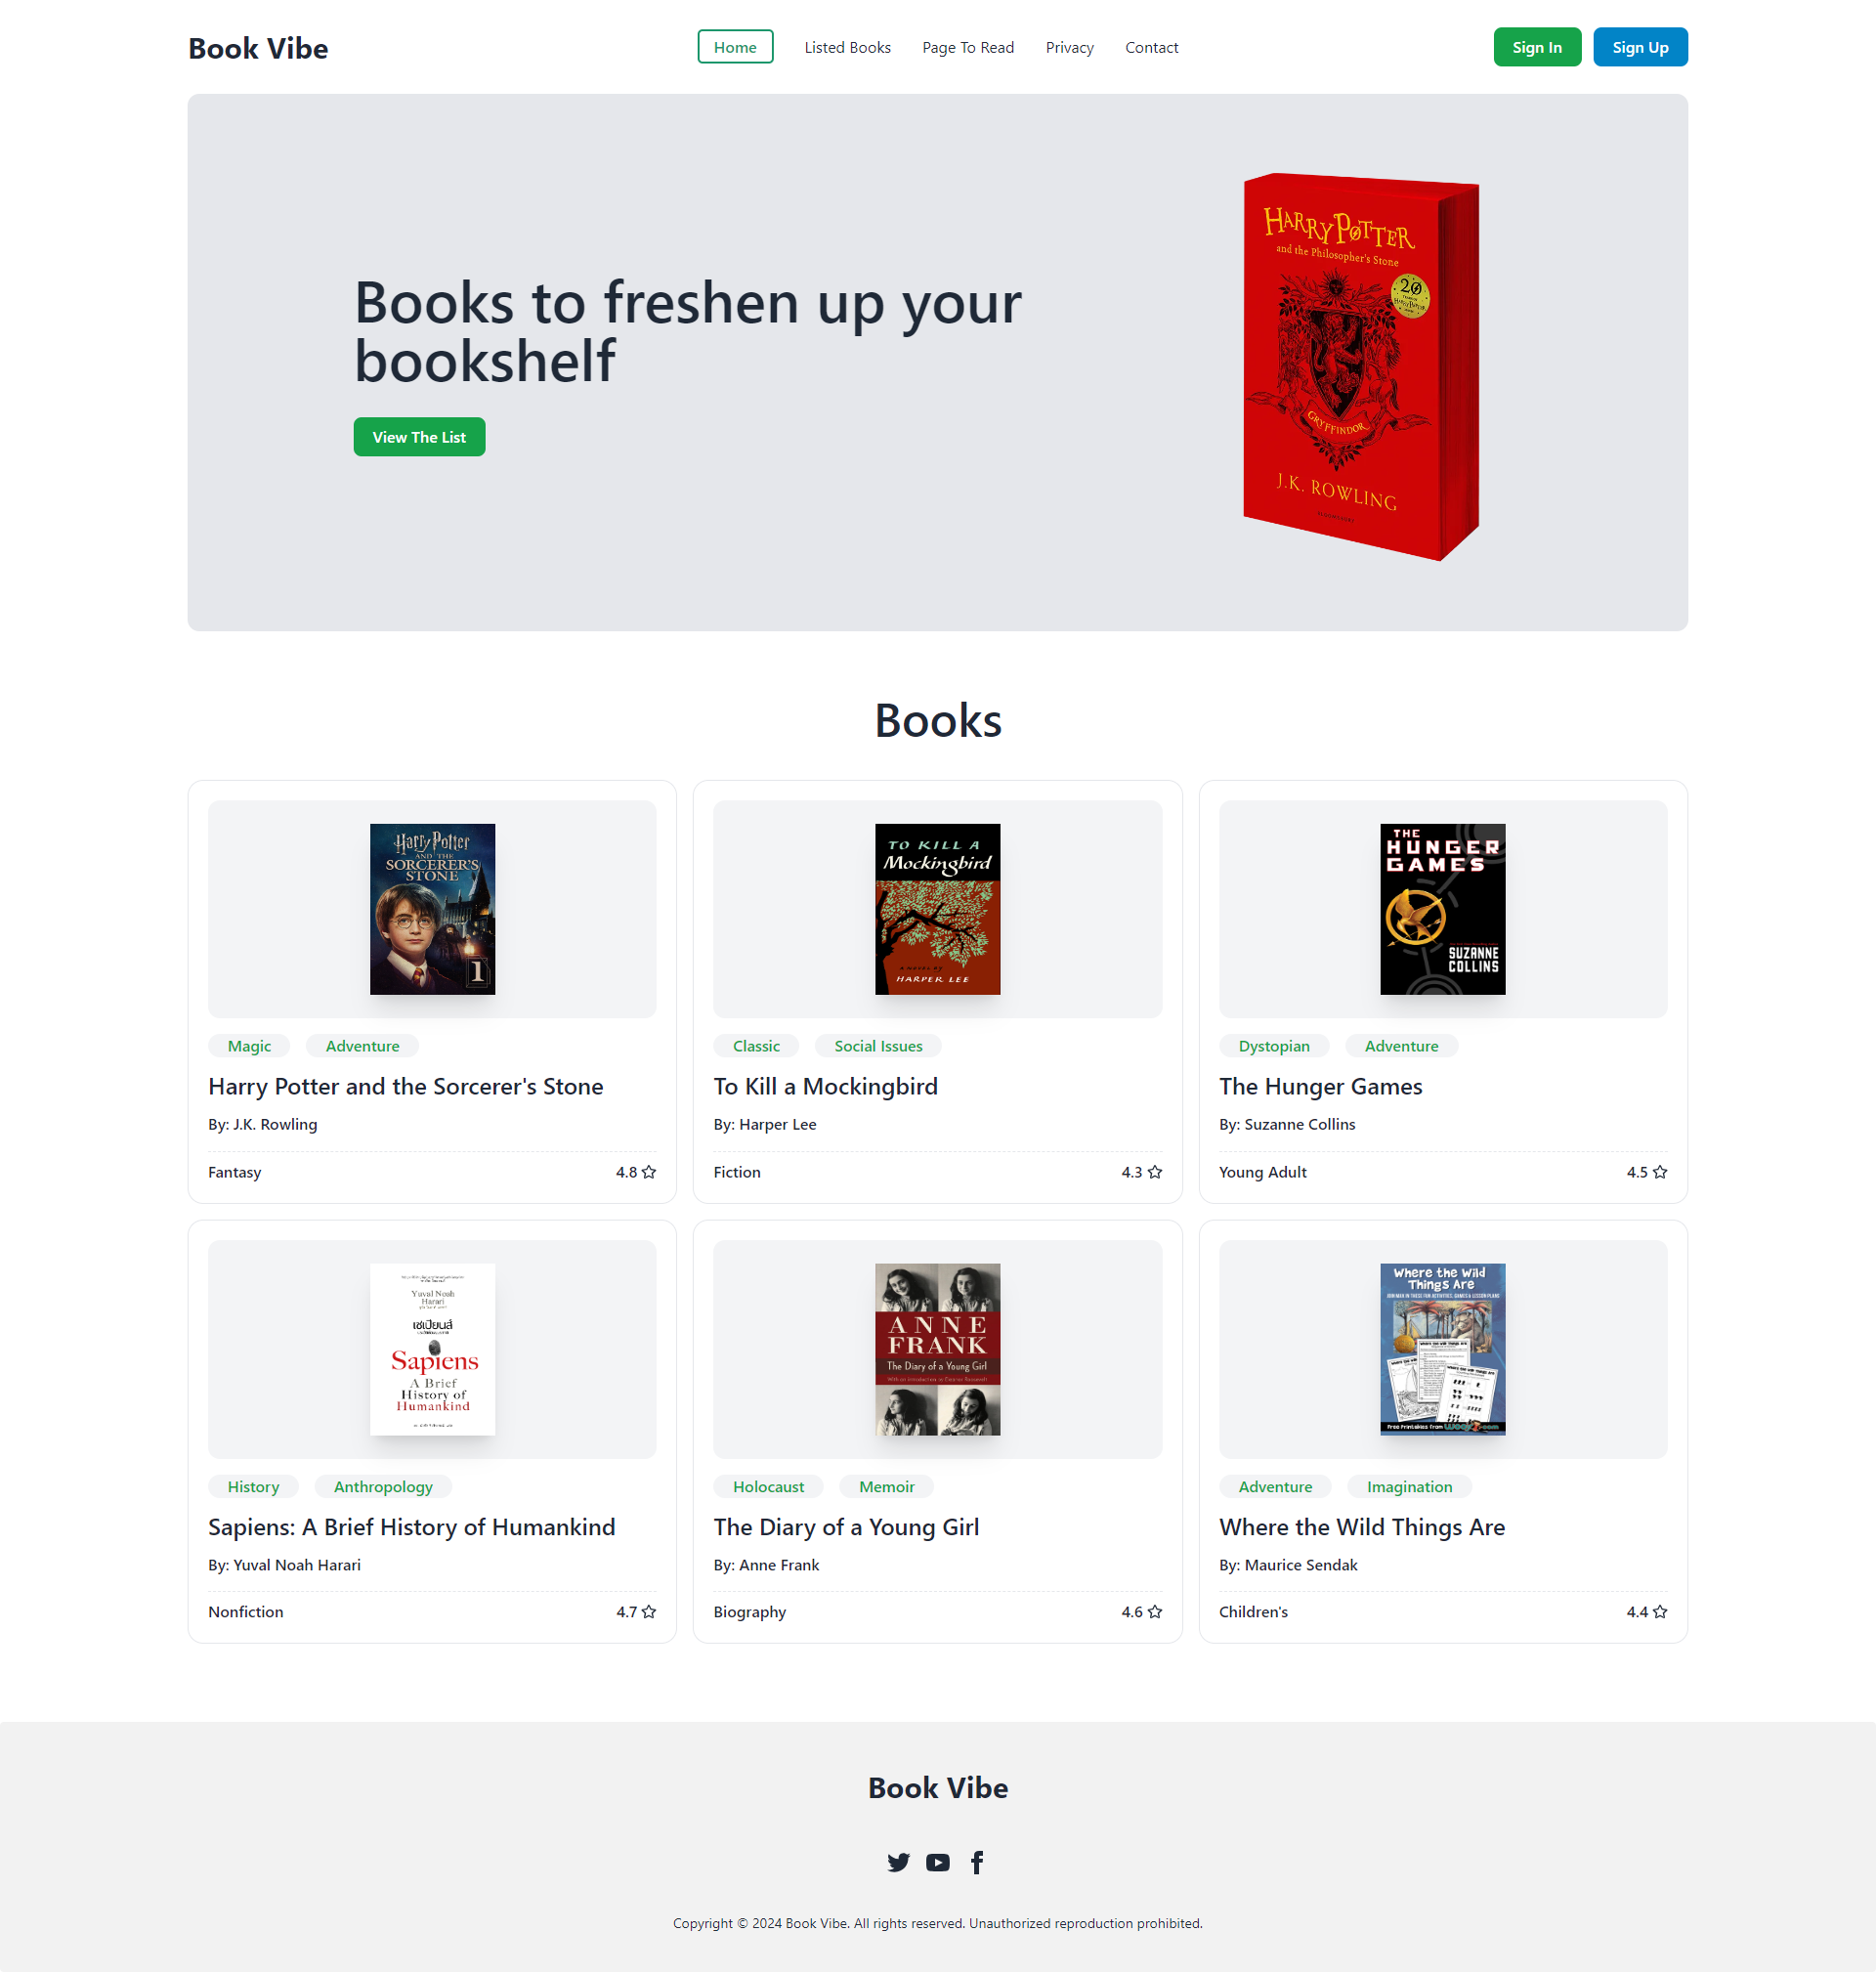 Book Vibe
Home
Listed Books
Page To Read
Privacy
Contact
Sign In
Sign Up
Books to freshen up your
bookshelf
View The List
HARRY POTTER
and the Philosopher's Stone
20
GRYFFINDOR
J.K. ROWLING
BLOOMSBURY
Books
Harry Potter
AND THE
SORCERER'S
STONE
1
TO KILL A
Mockingbird
a novel by
HARPER LEE
THE
HUNGER
GAMES
SUZANNE
COLLINS
Magic
Adventure
Classic
Social Issues
Dystopian
Adventure
Harry Potter and the Sorcerer's Stone
To Kill a Mockingbird
The Hunger Games
By: J.K. Rowling
By: Harper Lee
By: Suzanne Collins
Fantasy
4.8
Fiction
4.3
Young Adult
4.5
Yuval Noah
Harari
เซเปียนส์
Sapiens
A Brief
History of
Humankind
ANNE
FRANK
The Diary of a Young Girl
Where the Wild
Things Are
Free Printables from
History
Anthropology
Holocaust
Memoir
Adventure
Imagination
Sapiens: A Brief History of Humankind
The Diary of a Young Girl
Where the Wild Things Are
By: Yuval Noah Harari
By: Anne Frank
By: Maurice Sendak
Nonfiction
4.7
Biography
4.6
Children's
4.4
Book Vibe
Copyright © 2024 Book Vibe. All rights reserved. Unauthorized reproduction prohibited.